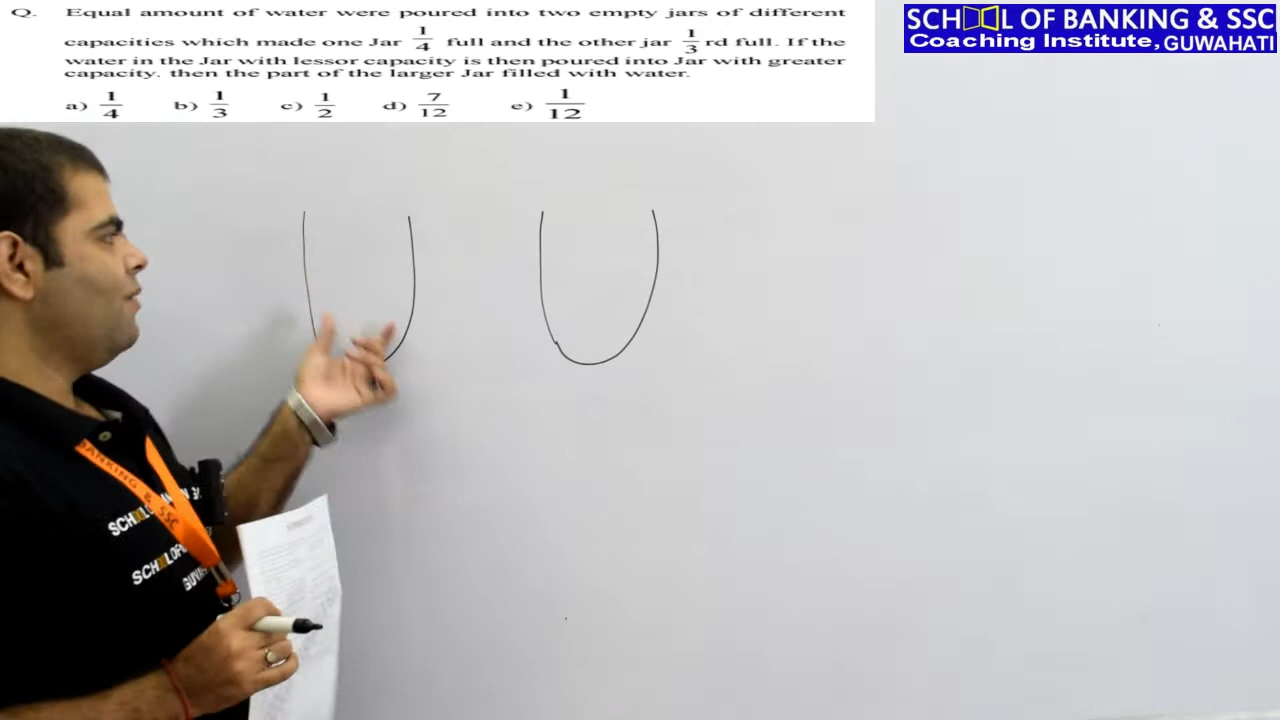 Q. Equal amount of water were poured into two empty jars of different
capacities which made one Jar 1/4 full and the other jar 1/3 rd full. If the
water in the Jar with lessor capacity is then poured into Jar with greater
capacity. then the part of the larger Jar filled with water.
a) 1/4 b) 1/3 c) 1/2 d) 7/12 e) 1/12
SCHOOL OF BANKING & SSC
Coaching Institute, GUWAHATI
BANKING & SSC